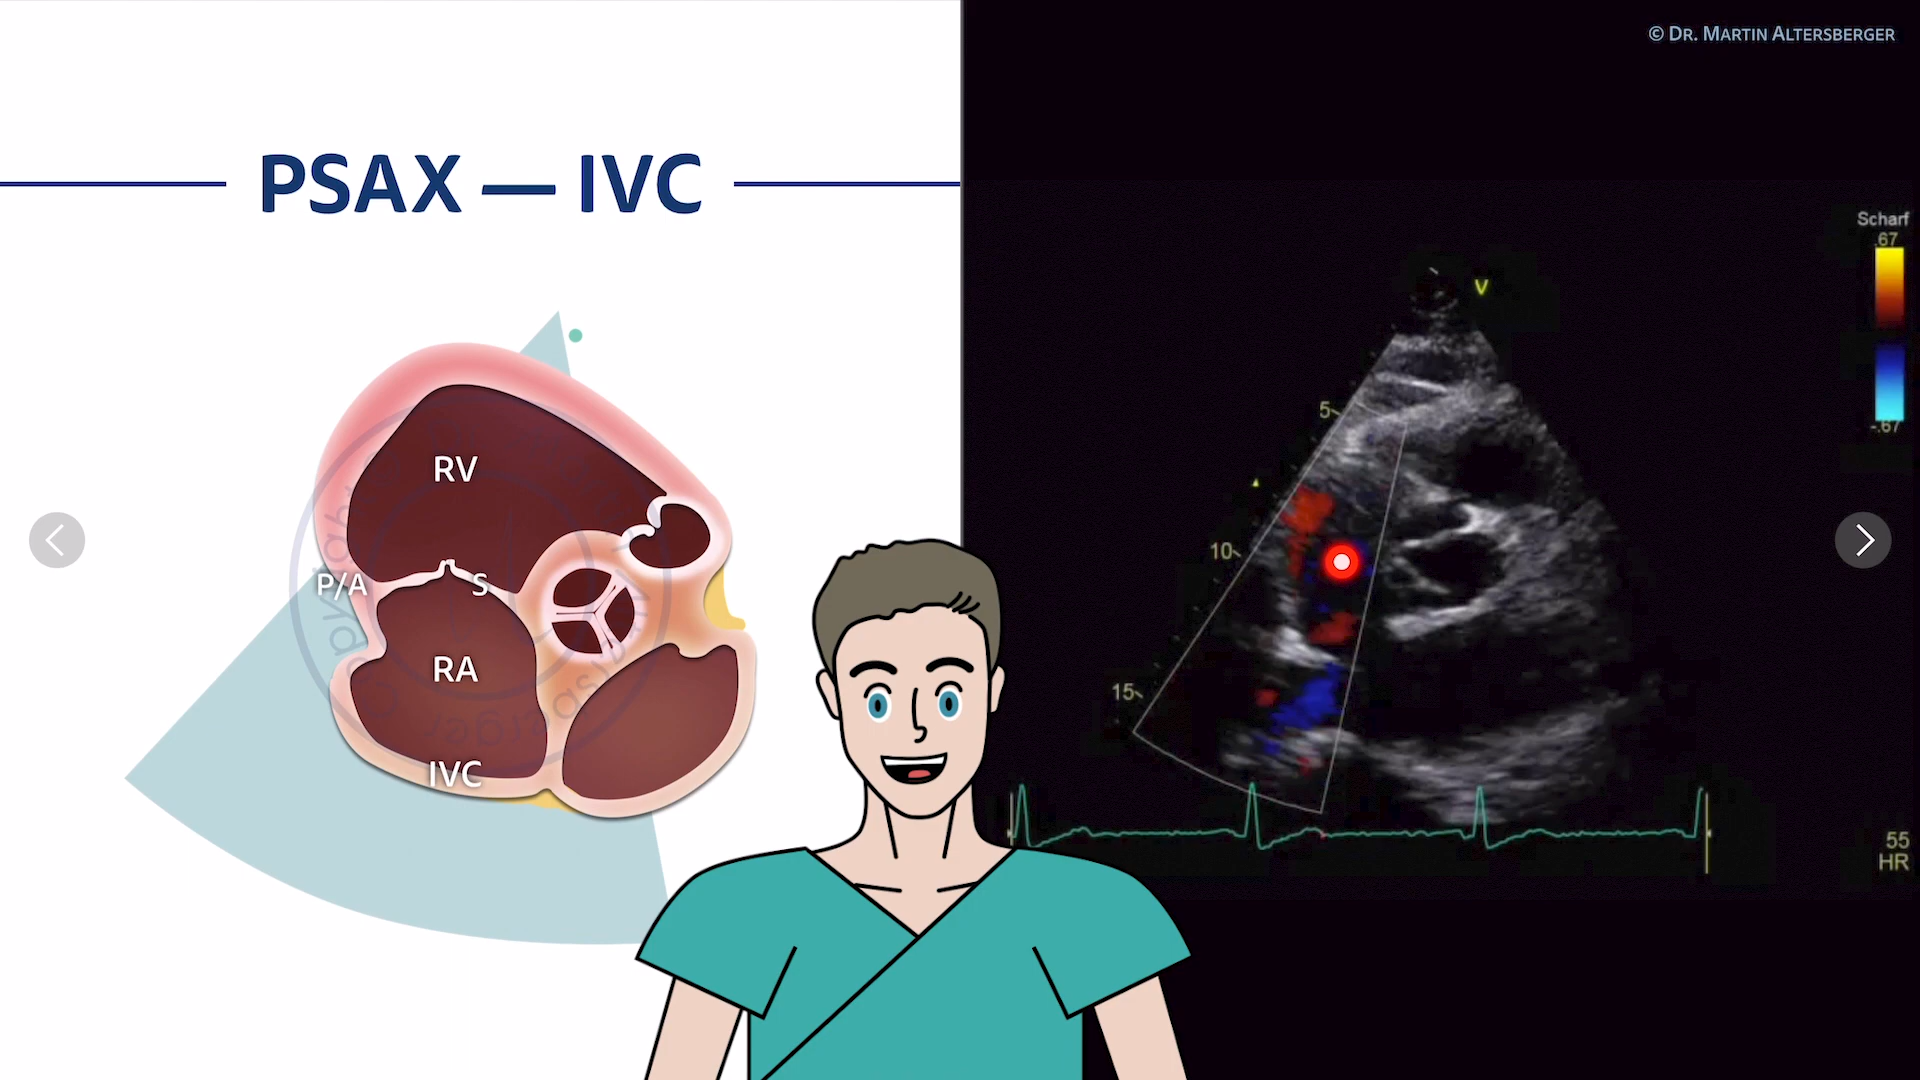 © DR. MARTIN ALTERSBERGER
PSAX — IVC
RV
P/A
S
RA
IVC
Scharf
.67
-.67
V
5
10
15
55
HR